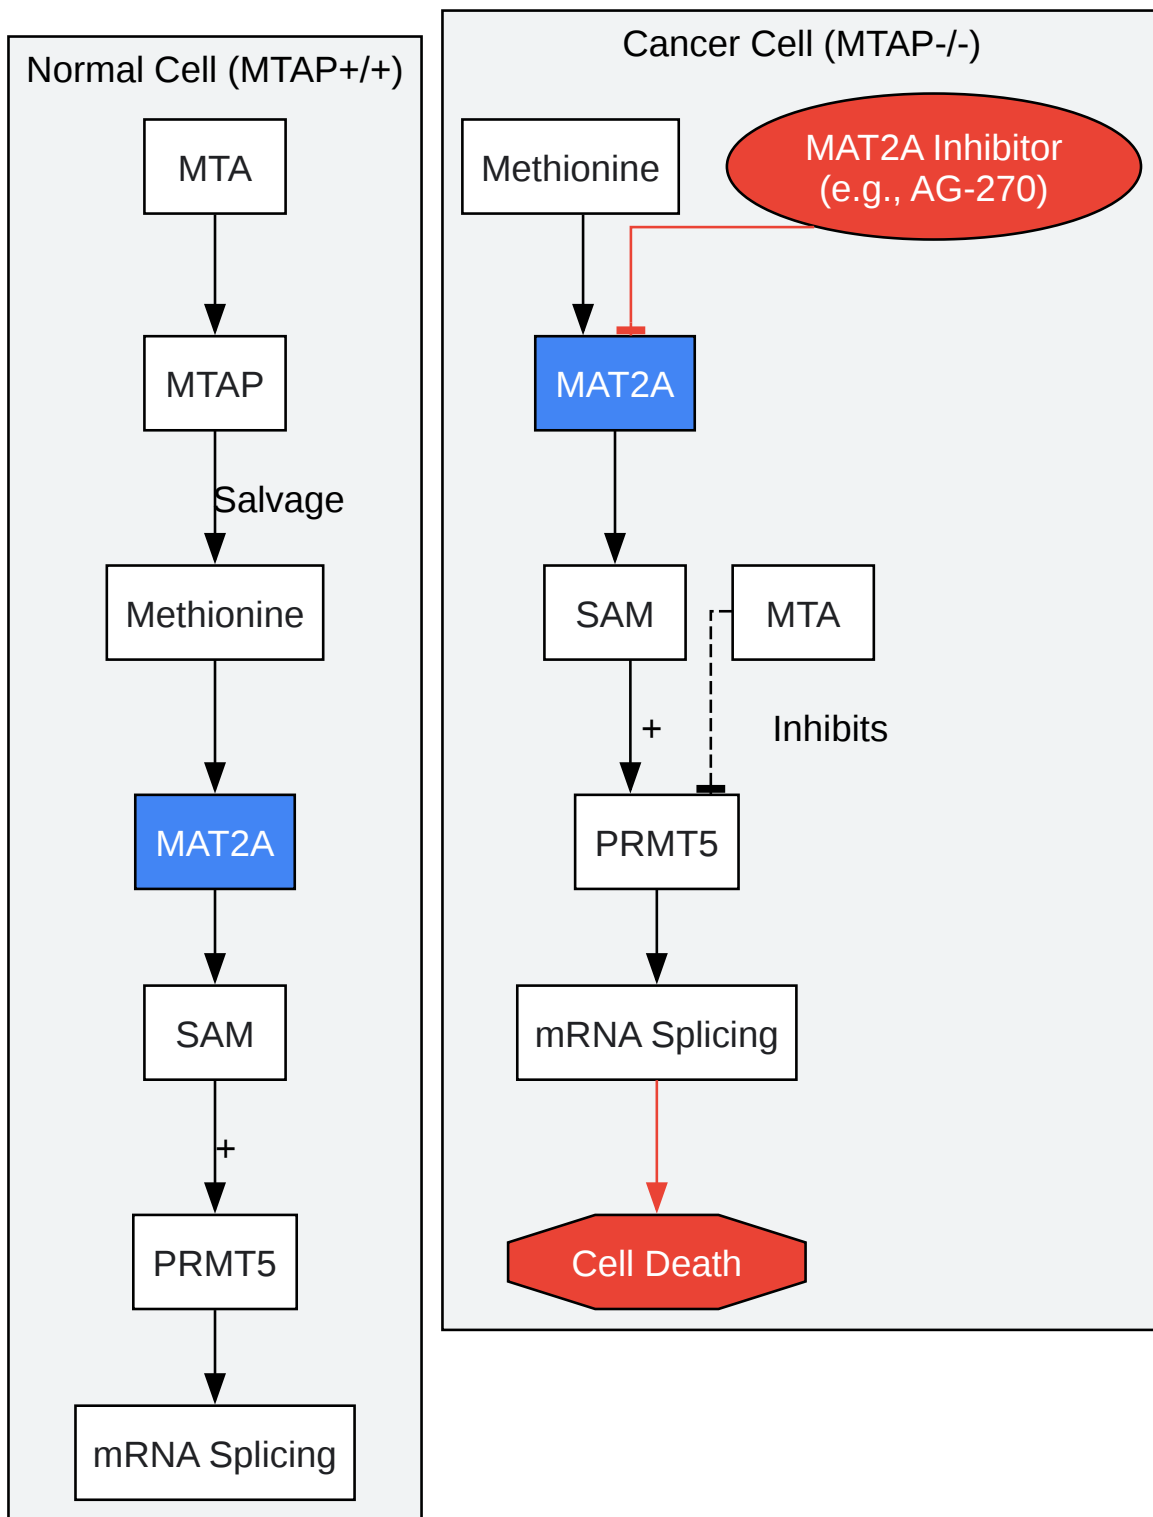 Normal Cell (MTAP+/+)
MTA
MTAP
Salvage
Methionine
MAT2A
SAM
+
PRMT5
mRNA Splicing
Cancer Cell (MTAP-/-)
Methionine
MAT2A Inhibitor
(e.g., AG-270)
MAT2A
SAM
MTA
+
Inhibits
PRMT5
mRNA Splicing
Cell Death